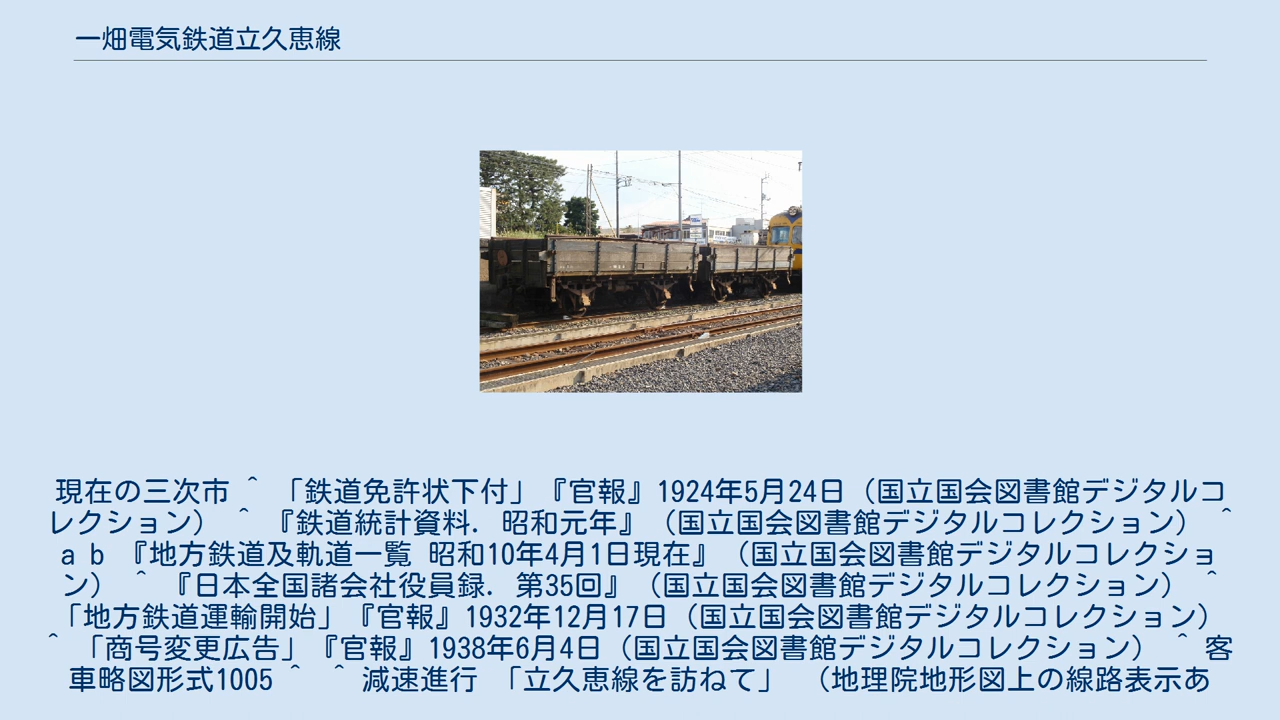 一畑電気鉄道立久恵線
現在の三次市 ^ 「鉄道免許状下付」『官報』1924年5月24日（国立国会図書館デジタルコ
レクション） ^ 『鉄道統計資料. 昭和元年』（国立国会図書館デジタルコレクション） ^
a b 『地方鉄道及軌道一覧 昭和10年4月1日現在』（国立国会図書館デジタルコレクショ
ン） ^ 『日本全国諸会社役員録. 第35回』（国立国会図書館デジタルコレクション） ^
「地方鉄道運輸開始」『官報』1932年12月17日（国立国会図書館デジタルコレクション）
^ 「商号変更広告」『官報』1938年6月4日（国立国会図書館デジタルコレクション） ^ 客
車略図形式1005 ^ ^ 減速進行 「立久恵線を訪ねて」 （地理院地形図上の線路表示あ